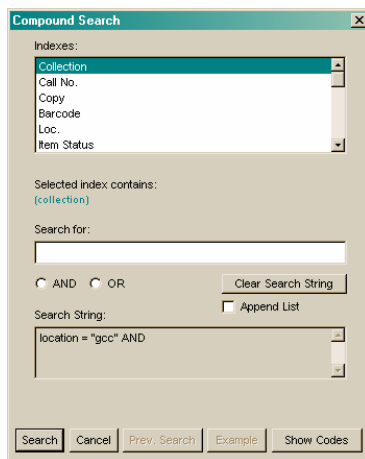 Compound Search
Indexes:
Collection
Call No.
Copy
Barcode
Loc.
Item Status
Selected index contains:
(collection)
Search for:
AND OR Clear Search String
Append List
Search String:
location = "gcc" AND
Search Cancel Prev. Search Example Show Codes